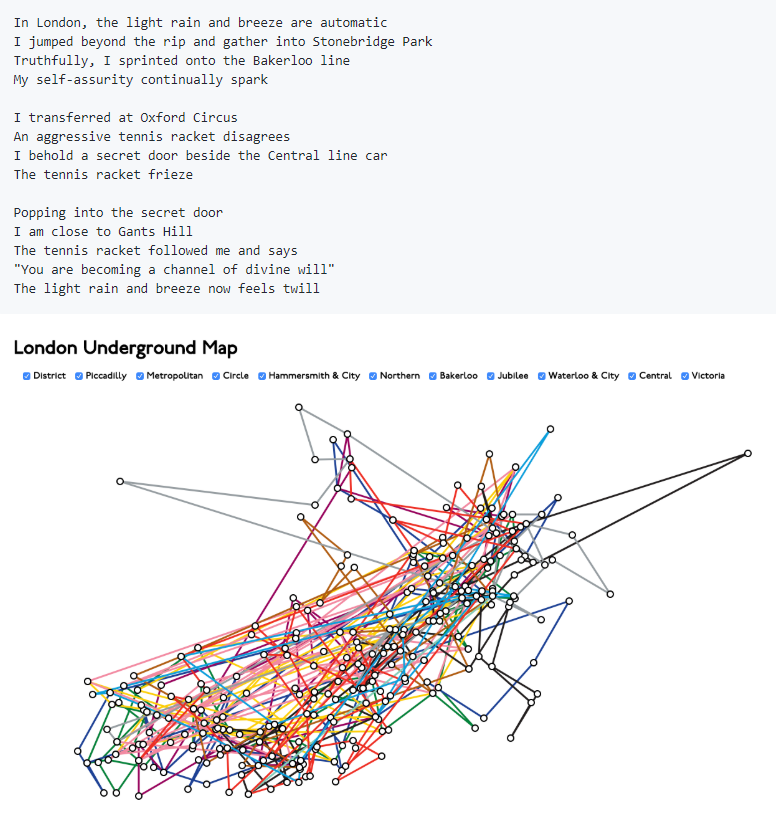 In London, the light rain and breeze are automatic
I jumped beyond the rip and gather into Stonebridge Park
Truthfully, I sprinted onto the Bakerloo line
My self-assurity continually spark
I transferred at Oxford Circus
An aggressive tennis racket disagrees
I behold a secret door beside the Central line car
The tennis racket frieze
Popping into the secret door
I am close to Gants Hill
The tennis racket followed me and says
"You are becoming a channel of divine will"
The light rain and breeze now feels twill
London Underground Map
District Piccadilly Metropolitan Circle Hammersmith & City Northern Bakerloo Jubilee Waterloo & City Central Victoria